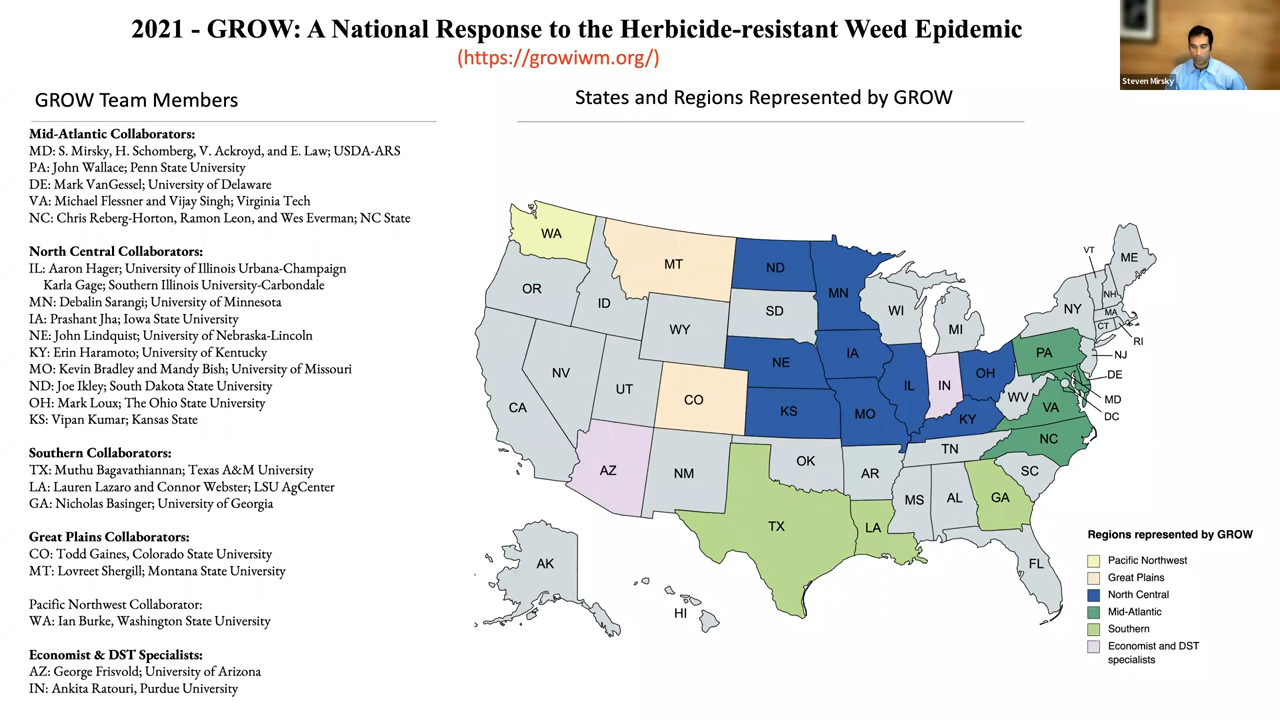 2021 - GROW: A National Response to the Herbicide-resistant Weed Epidemic
(https://growiwm.org/)
Steven Mirsky
GROW Team Members
Mid-Atlantic Collaborators:
MD: S. Mirsky, H. Schomberg, V. Ackroyd, and E. Law; USDA-ARS
PA: John Wallace; Penn State University
DE: Mark VanGessel; University of Delaware
VA: Michael Flessner and Vijay Singh; Virginia Tech
NC: Chris Reberg-Horton, Ramon Leon, and Wes Everman; NC State
North Central Collaborators:
IL: Aaron Hager; University of Illinois Urbana-Champaign
Karla Gage; Southern Illinois University-Carbondale
MN: Debalin Sarangi; University of Minnesota
IA: Prashant Jha; Iowa State University
NE: John Lindquist; University of Nebraska-Lincoln
KY: Erin Haramoto; University of Kentucky
MO: Kevin Bradley and Mandy Bish; University of Missouri
ND: Joe Ikley; South Dakota State University
OH: Mark Loux; The Ohio State University
KS: Vipan Kumar; Kansas State
Southern Collaborators:
TX: Muthu Bagavathiannan; Texas A&M University
LA: Lauren Lazaro and Connor Webster; LSU AgCenter
GA: Nicholas Basinger; University of Georgia
Great Plains Collaborators:
CO: Todd Gaines, Colorado State University
MT: Lovreet Shergill; Montana State University
Pacific Northwest Collaborator:
WA: Ian Burke, Washington State University
Economist & DST Specialists:
AZ: George Frisvold; University of Arizona
IN: Ankita Ratouri, Purdue University
States and Regions Represented by GROW
WA
MT
ND
MN
OR
ID
WY
SD
WI
MI
NY
VT
NH
ME
MA
CT
RI
NJ
PA
DE
MD
DC
NV
UT
CO
NE
IA
IL
IN
OH
WV
VA
CA
KS
MO
KY
NC
AZ
NM
OK
AR
TN
SC
TX
LA
MS
AL
GA
FL
AK
HI
Regions represented by GROW
Pacific Northwest
Great Plains
North Central
Mid-Atlantic
Southern
Economist and DST
specialists